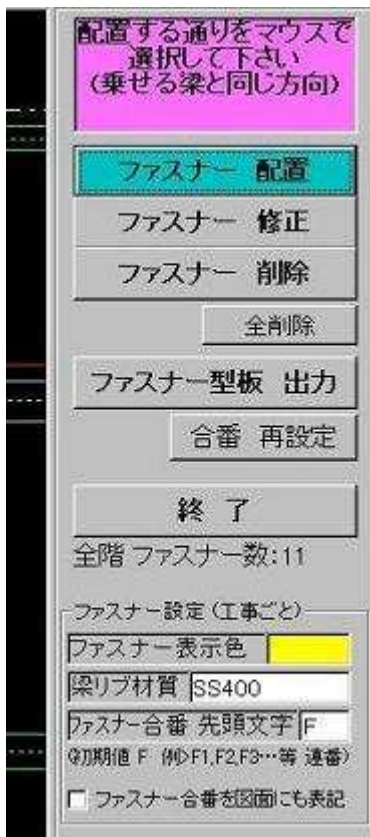 配置する通りをマウスで
選択して下さい
(乗せる梁と同じ方向)
ファスナー 配置
ファスナー 修正
ファスナー 削除
全削除
ファスナー型板 出力
合番 再設定
終 了
全階 ファスナー数:11
ファスナー設定(工事ごと)
ファスナー表示色
梁リブ材質 SS400
ファスナー合番 先頭文字 F
(初期値 F 例>F1,F2,F3…等 連番)
ファスナー合番を図面にも表記